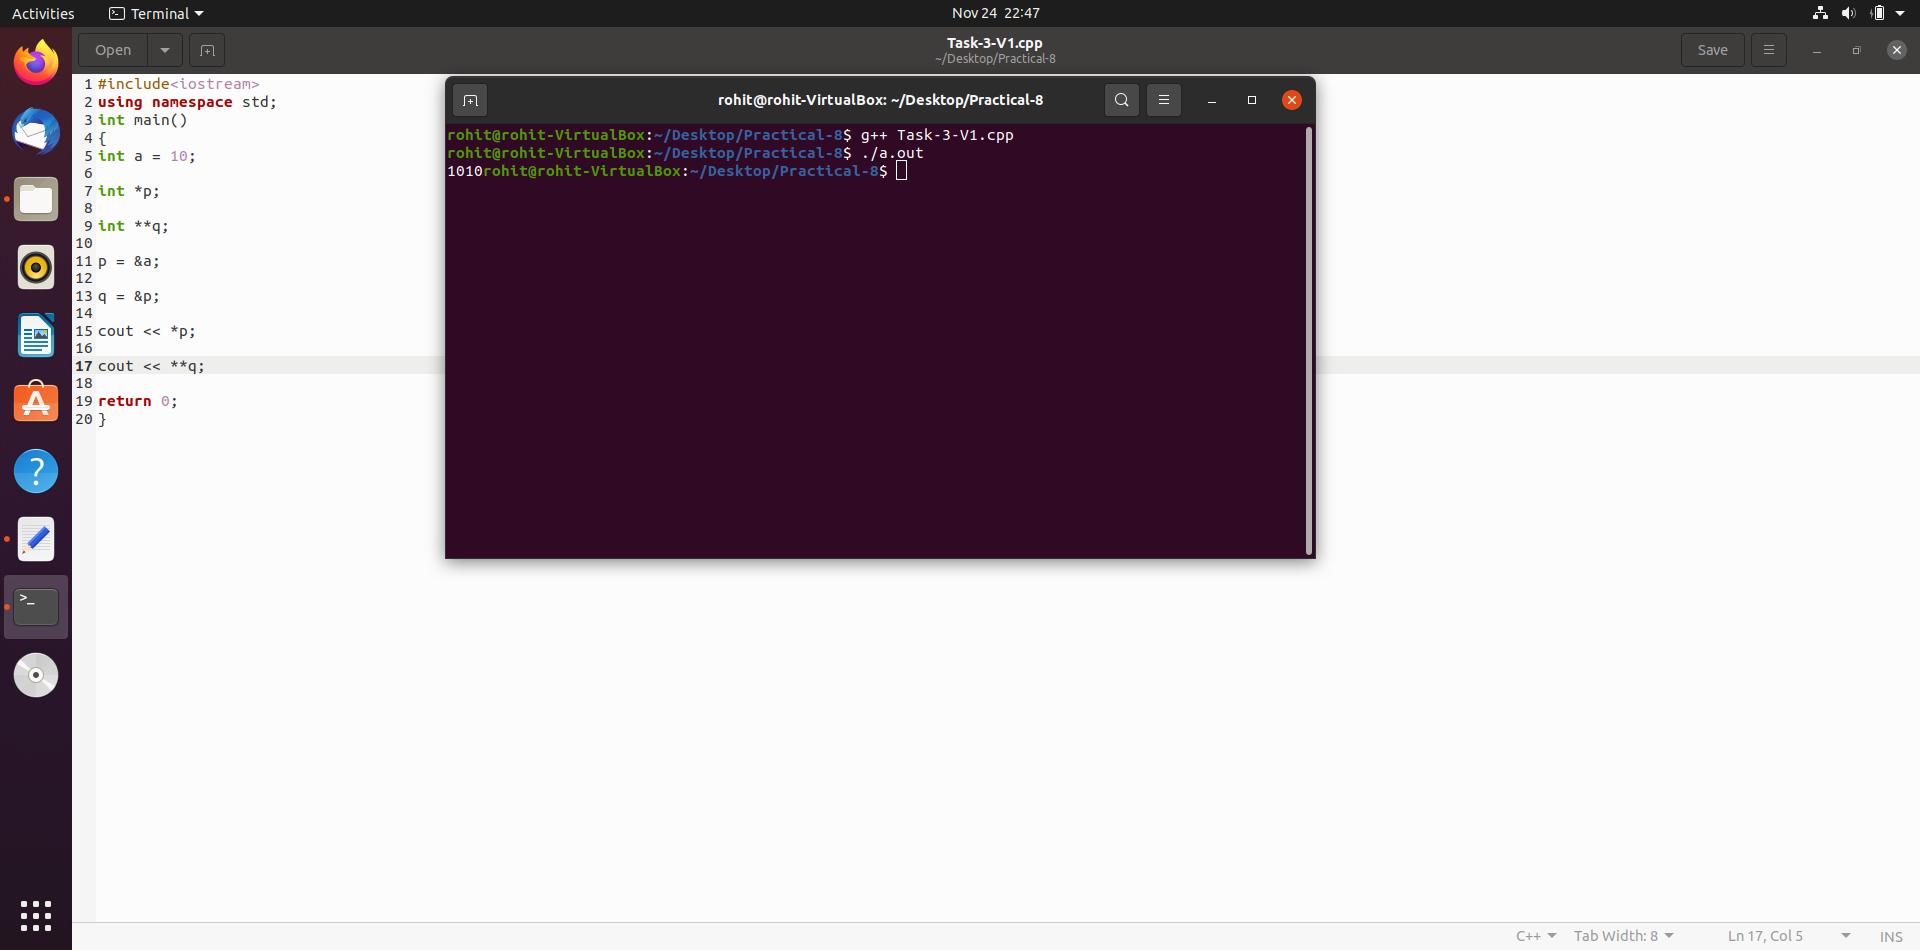 Activities
Terminal
Nov 24 22:47
Open
Task-3-V1.cpp
~/Desktop/Practical-8
Save
1 #include<iostream>
2 using namespace std;
3 int main()
4 {
5 int a = 10;
6
7 int *p;
8
9 int **q;
10
11 p = &a;
12
13 q = &p;
14
15 cout << *p;
16
17 cout << **q;
18
19 return 0;
20 }
rohit@rohit-VirtualBox: ~/Desktop/Practical-8
rohit@rohit-VirtualBox:~/Desktop/Practical-8$ g++ Task-3-V1.cpp
rohit@rohit-VirtualBox:~/Desktop/Practical-8$ ./a.out
1010rohit@rohit-VirtualBox:~/Desktop/Practical-8$
C++
Tab Width: 8
Ln 17, Col 5
INS